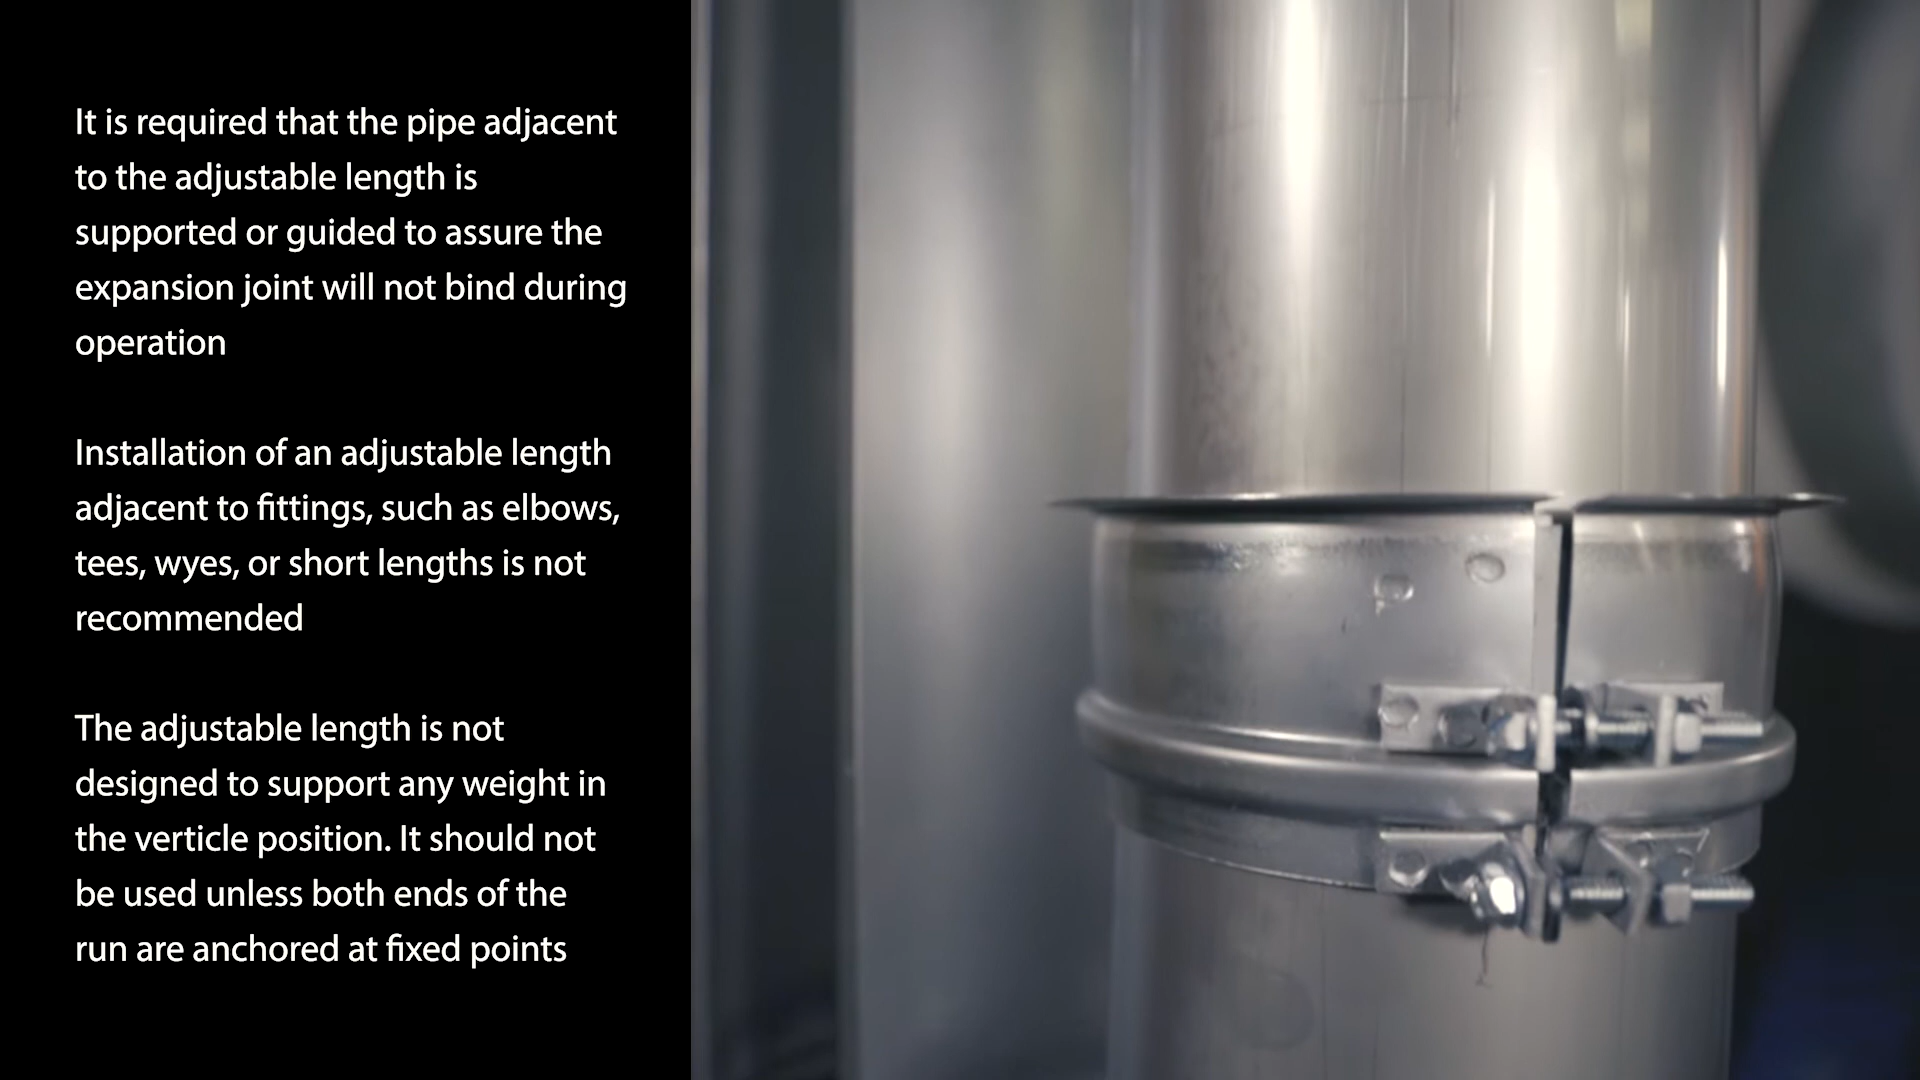 It is required that the pipe adjacent
to the adjustable length is
supported or guided to assure the
expansion joint will not bind during
operation
Installation of an adjustable length
adjacent to fittings, such as elbows,
tees, wyes, or short lengths is not
recommended
The adjustable length is not
designed to support any weight in
the verticle position. It should not
be used unless both ends of the
run are anchored at fixed points